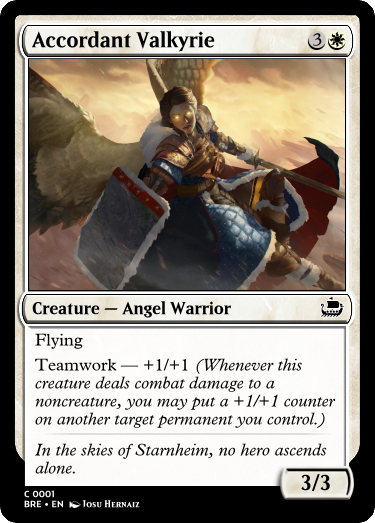 Accordant Valkyrie 3
Creature — Angel Warrior
Flying
Teamwork — +1/+1 (Whenever this
creature deals combat damage to a
noncreature, you may put a +1/+1 counter
on another target permanent you control.)
In the skies of Starnheim, no hero ascends
alone.
3/3
C 0001
BRE • EN Josu Hernaiz